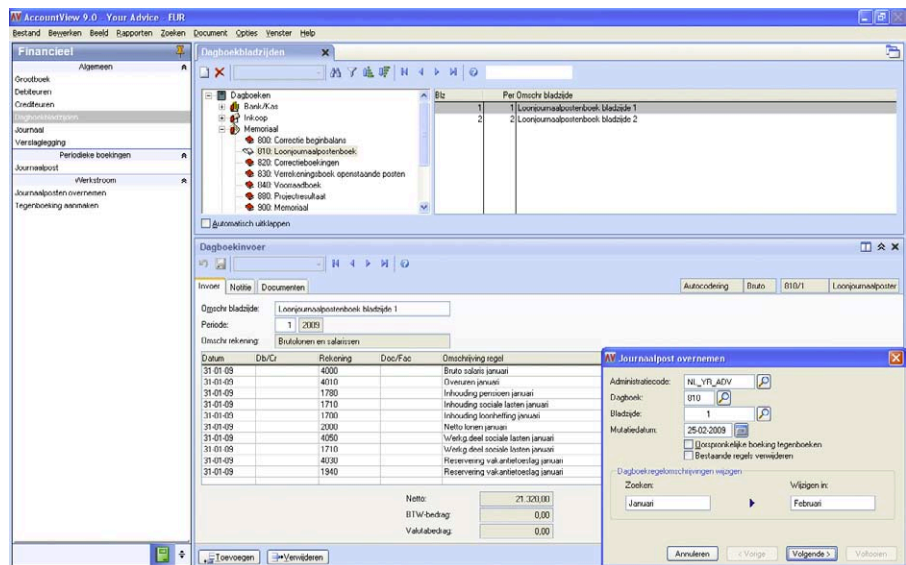 AccountView 9.0 - Your Advice - EUR
Bestand Bewerken Beeld Rapporten Zoeken Document Opties Venster Help
Financieel
Algemeen
Grootboek
Debiteuren
Crediteuren
Dagboekbladzijden
Journaal
Verslaglegging
Periodieke boekingen
Journaalpost
Werkstroom
Journaalposten overnemen
Tegenboeking aanmaken
Dagboekbladzijden
Dagboeken
Bank/Kas
Inkoop
Memoriaal
800: Correctie beginbalans
810: Loonjournaalpostenboek
820: Correctieboekingen
830: Verrekeningsboek openstaande posten
840: Voorraadboek
880: Projectresultaat
900: Memoriaal
Automatisch uitklappen
Blz Per Omschr bladzijde
1 1 Loonjournaalpostenboek bladzijde 1
2 2 Loonjournaalpostenboek bladzijde 2
Dagboekinvoer
Invoer Notitie Documenten
Autocodering Bruto 810/1 Loonjournaalposter
Omschr bladzijde: Loonjournaalpostenboek bladzijde 1
Periode: 1 2009
Omschr rekening: Brutolonen en salarissen
Datum Db/Cr Rekening Doc/Fac Omschrijving regel
31-01-09 4000 Bruto salaris januari
31-01-09 4010 Overuren januari
31-01-09 1780 Inhouding pensioen januari
31-01-09 1710 Inhouding sociale lasten januari
31-01-09 1700 Inhouding loonheffing januari
31-01-09 2000 Netto lonen januari
31-01-09 4050 Werkg.deel sociale lasten januari
31-01-09 1710 Werkg.deel sociale lasten januari
31-01-09 4030 Reservering vakantietoeslag januari
31-01-09 1940 Reservering vakantietoeslag januari
Netto: 21.320,00
BTW-bedrag: 0,00
Valutabedrag: 0,00
Toevoegen Verwijderen
Journaalpost overnemen
Administratiecode: NL_YR_ADV
Dagboek: 810
Bladzijde: 1
Mutatiedatum: 25-02-2009
Oorspronkelijke boeking tegenboeken
Bestaande regels verwijderen
Dagboekregelomschrijvingen wijzigen
Zoeken: Wijzigen in:
Januari Februari
Annuleren < Vorige Volgende > Voltooien